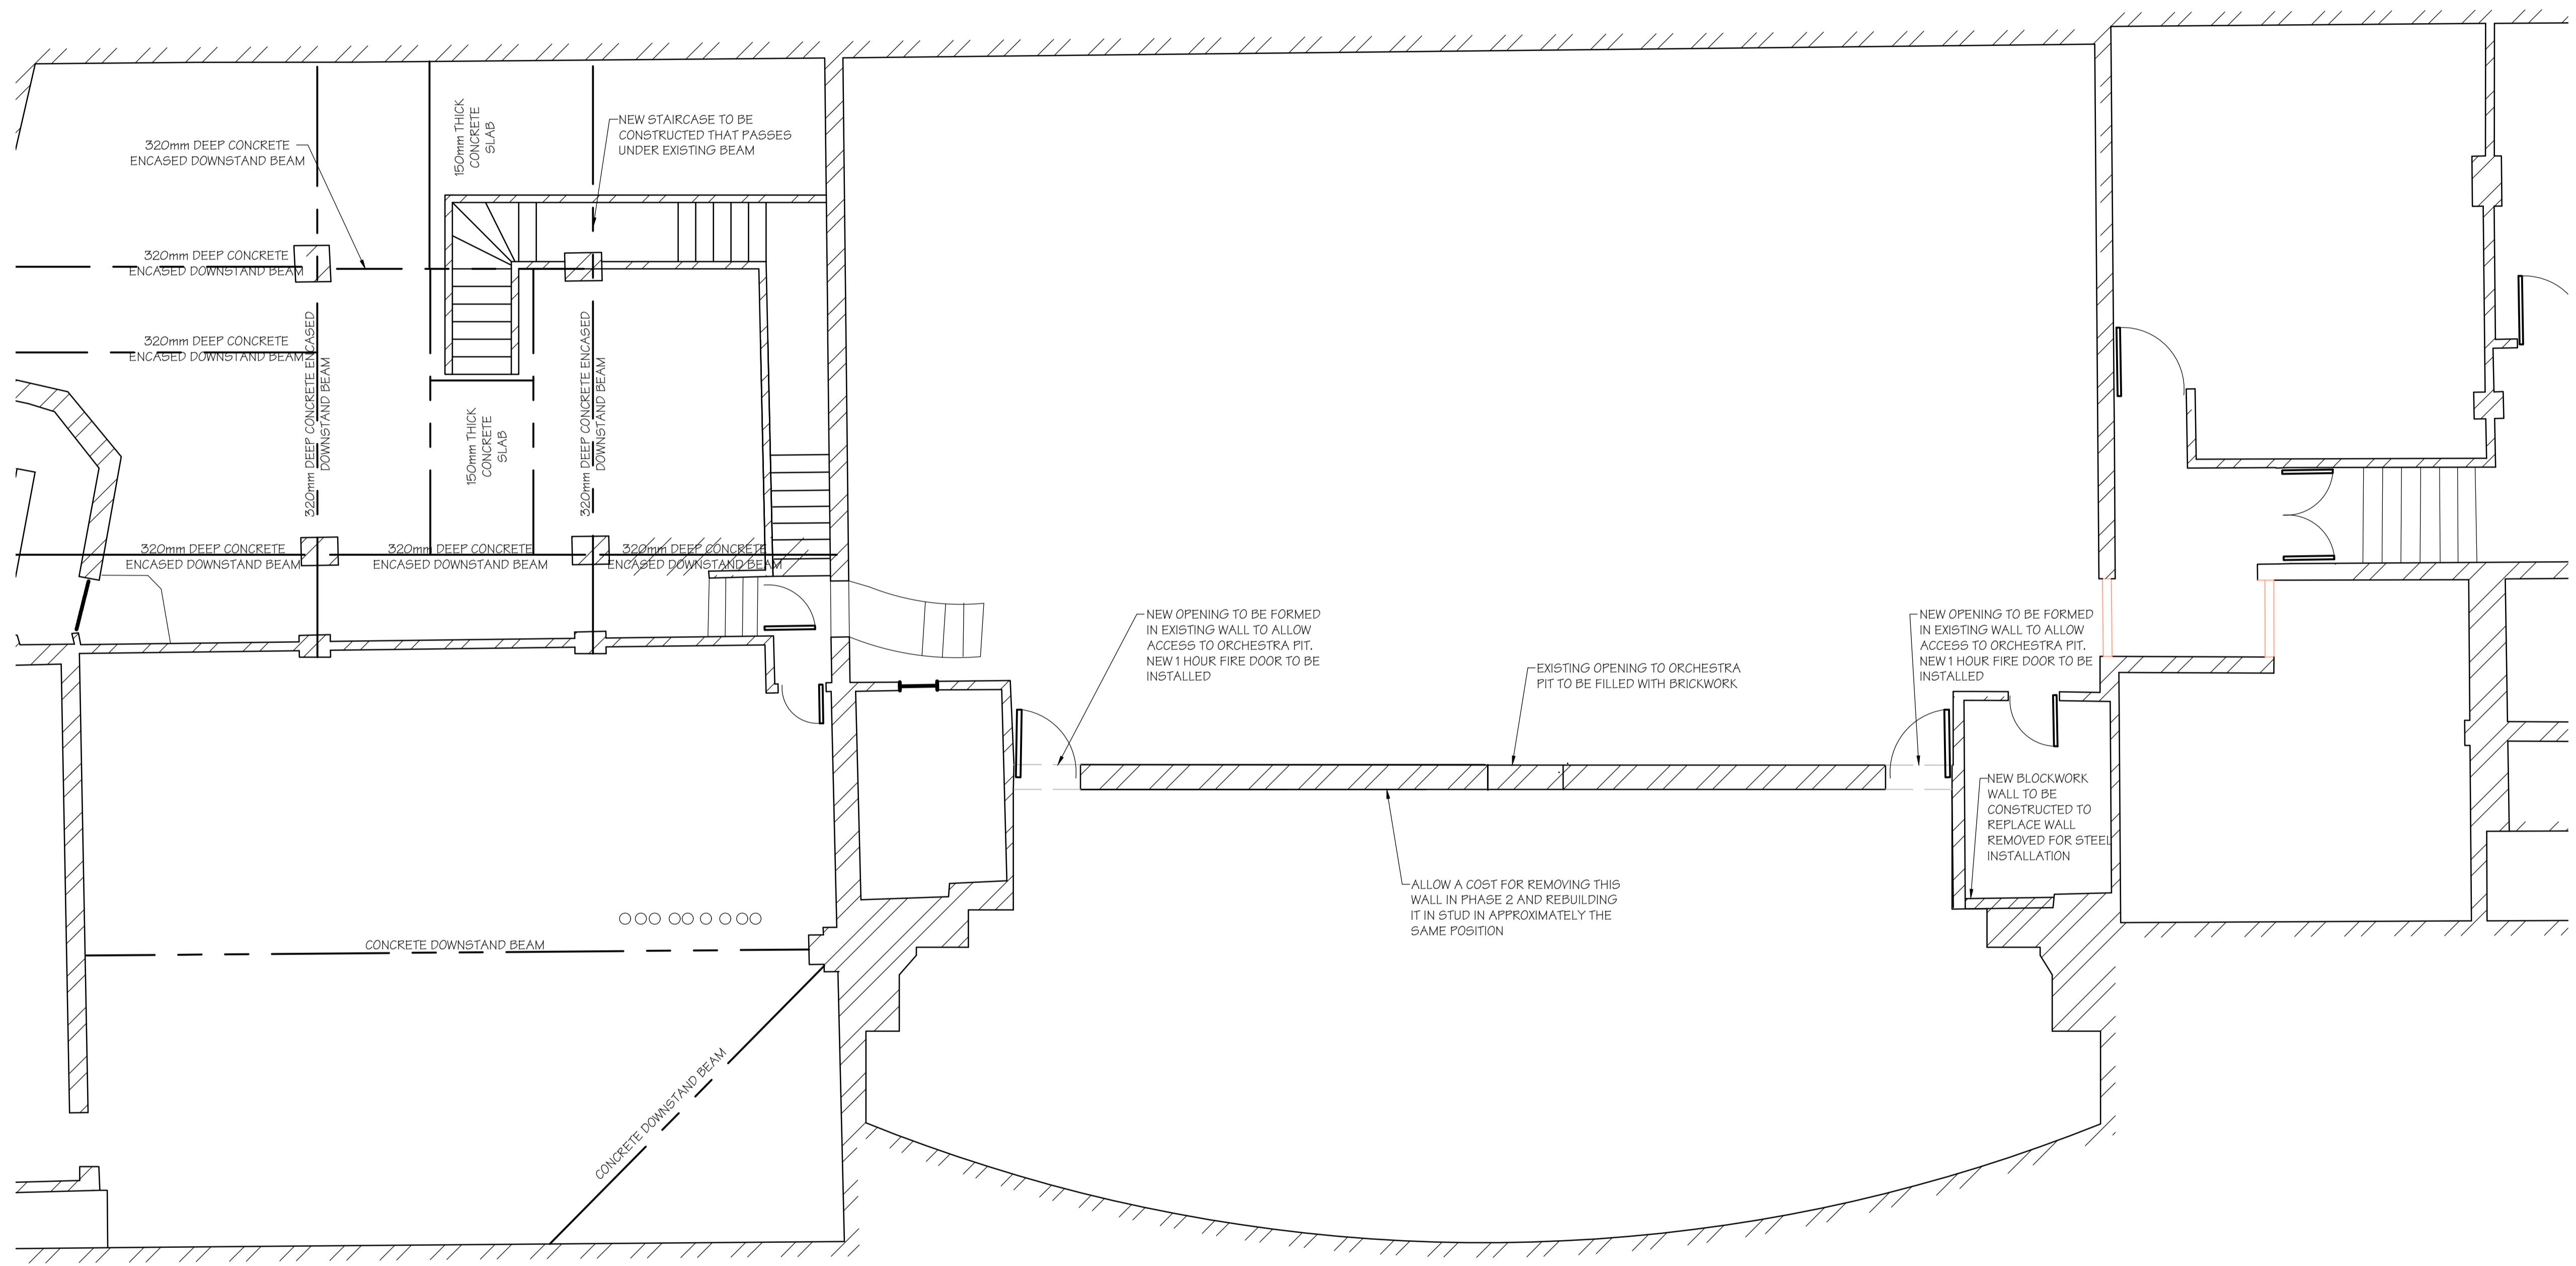 150mm THICK
CONCRETE
SLAB
NEW STAIRCASE TO BE
CONSTRUCTED THAT PASSES
UNDER EXISTING BEAM
320mm DEEP CONCRETE
ENCASED DOWNSTAND BEAM
320mm DEEP CONCRETE
ENCASED DOWNSTAND BEAM
320mm DEEP CONCRETE
ENCASED DOWNSTAND BEAM
320mm DEEP CONCRETE ENCASED
DOWNSTAND BEAM
150mm THICK
CONCRETE
SLAB
320mm DEEP CONCRETE ENCASED
DOWNSTAND BEAM
320mm DEEP CONCRETE
ENCASED DOWNSTAND BEAM
320mm DEEP CONCRETE
ENCASED DOWNSTAND BEAM
320mm DEEP CONCRETE
ENCASED DOWNSTAND BEAM
NEW OPENING TO BE FORMED
IN EXISTING WALL TO ALLOW
ACCESS TO ORCHESTRA PIT.
NEW 1 HOUR FIRE DOOR TO BE
INSTALLED
EXISTING OPENING TO ORCHESTRA
PIT TO BE FILLED WITH BRICKWORK
NEW OPENING TO BE FORMED
IN EXISTING WALL TO ALLOW
ACCESS TO ORCHESTRA PIT.
NEW 1 HOUR FIRE DOOR TO BE
INSTALLED
NEW BLOCKWORK
WALL TO BE
CONSTRUCTED TO
REPLACE WALL
REMOVED FOR STEEL
INSTALLATION
ALLOW A COST FOR REMOVING THIS
WALL IN PHASE 2 AND REBUILDING
IT IN STUD IN APPROXIMATELY THE
SAME POSITION
CONCRETE DOWNSTAND BEAM
CONCRETE DOWNSTAND BEAM